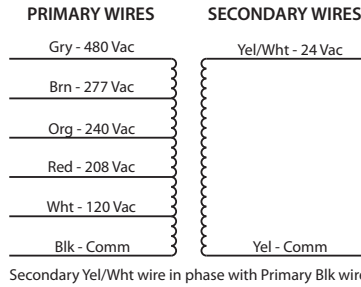 PRIMARY WIRES SECONDARY WIRES
Gry - 480 Vac Yel/Wht - 24 Vac
Brn - 277 Vac
Org - 240 Vac
Red - 208 Vac
Wht - 120 Vac
Blk - Comm Yel - Comm
Secondary Yel/Wht wire in phase with Primary Blk wire